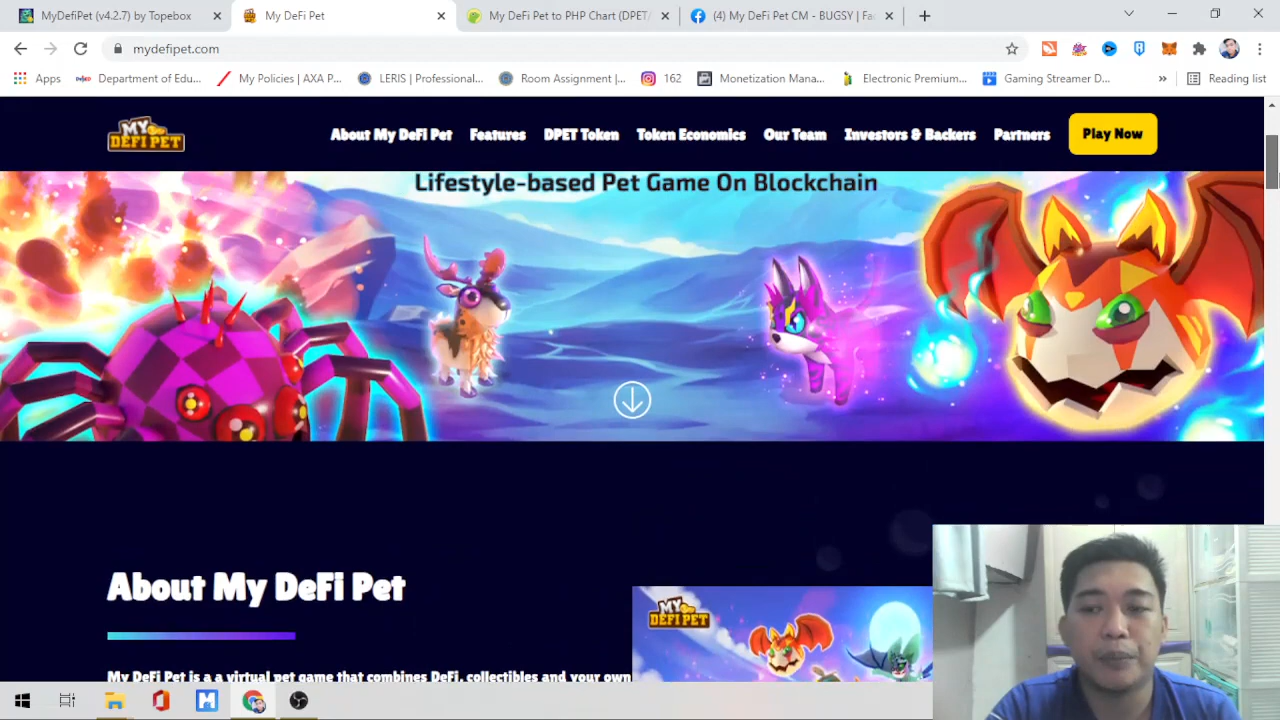 MyDefiPet (v4.2.7) by Topebox
My DeFi Pet
My DeFi Pet to PHP Chart (DPET/
(4) My DeFi Pet CM - BUGSY | Fac
mydefipet.com
Apps
DepED
Department of Edu...
My Policies | AXA P...
LERIS | Professional...
Room Assignment |...
162
Monetization Mana...
Electronic Premium...
Gaming Streamer D...
»
Reading list
MY DEFI PET
About My DeFi Pet
Features
DPET Token
Token Economics
Our Team
Investors & Backers
Partners
Play Now
Lifestyle-based Pet Game On Blockchain
About My DeFi Pet
MY DEFI PET
My DeFi Pet is a a virtual pet game that combines DeFi, collectibles and your own